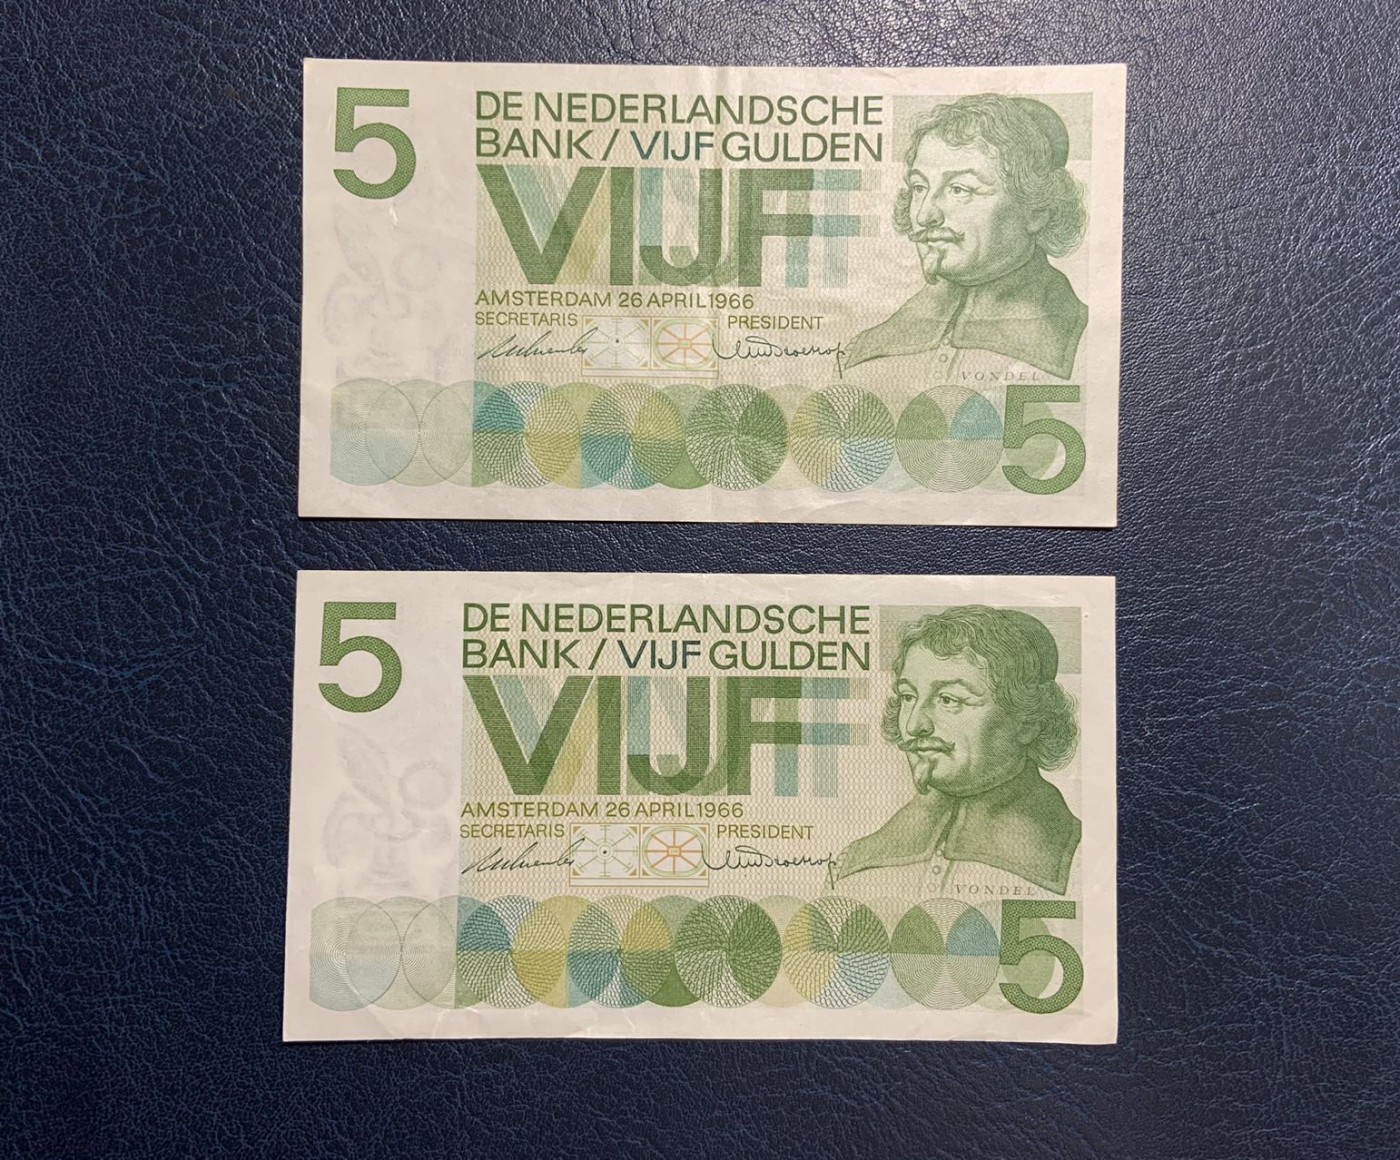 5
DE NEDERLANDSCHE
BANK / VIJF GULDEN
VIJF
AMSTERDAM 26 APRIL 1966
SECRETARIS PRESIDENT
VONDEL
5
5
DE NEDERLANDSCHE
BANK / VIJF GULDEN
VIJF
AMSTERDAM 26 APRIL 1966
SECRETARIS PRESIDENT
VONDEL
5